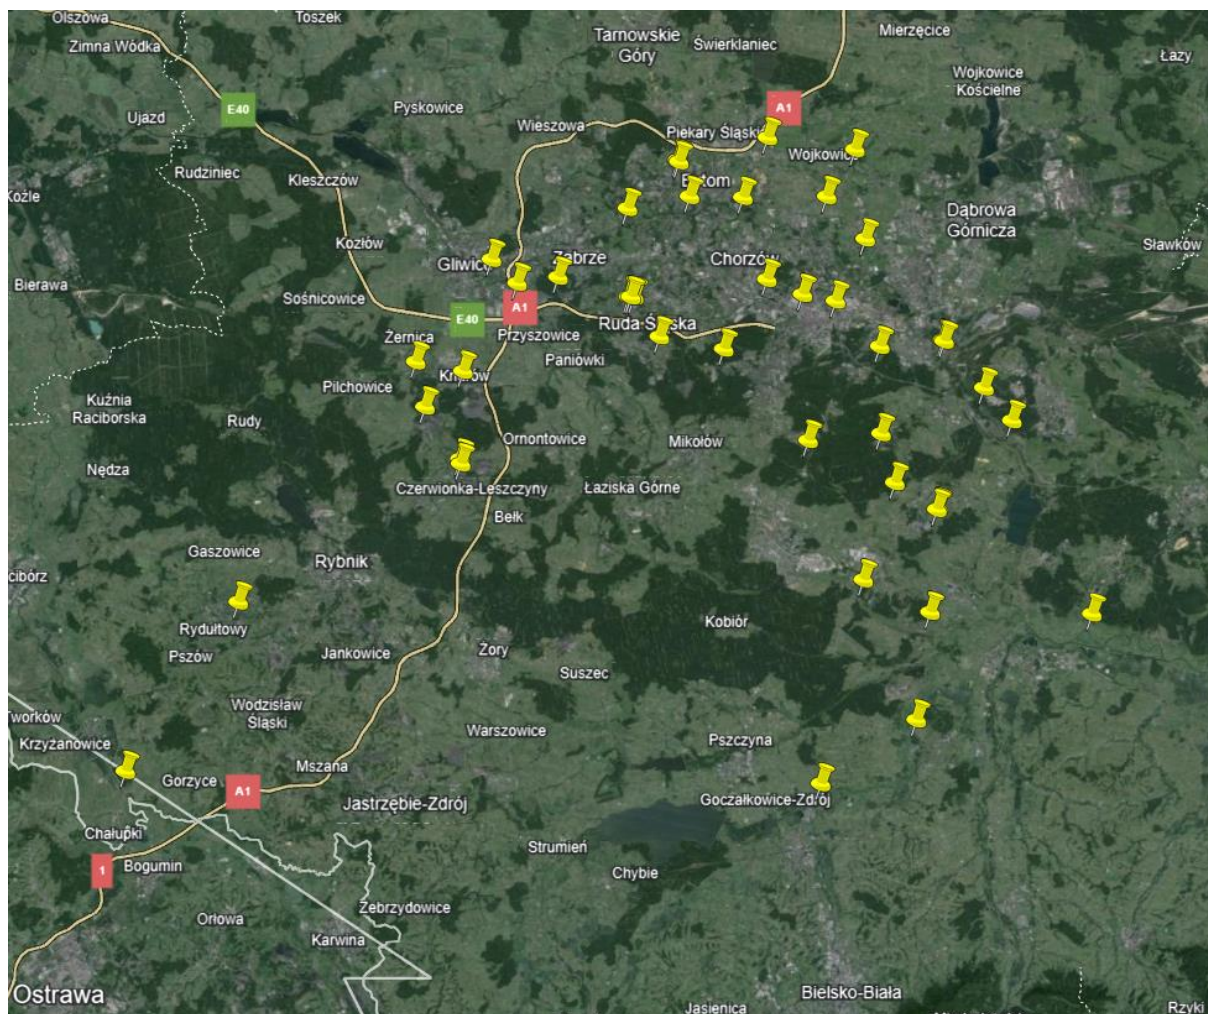 Olszowa
Toszek
Zimna Wódka
Tarnowskie
Góry
Świerklaniec
Mierzęcice
Łazy
Wojkowice
Kościelne
E40
A1
Pyskowice
Ujazd
Wieszowa
Piekary Śląskie
Wojkowice
Rudziniec
Kleszczów
Koźle
Dąbrowa
Górnicza
Kozłów
Sławków
Gliwice
Zabrze
Chorzów
Bierawa
Sośnicowice
E40
A1
Przyszowice
Ruda Śląska
Żernica
Paniówki
Pilchowice
Knurów
Kuźnia
Raciborska
Rudy
Ornontowice
Mikołów
Nędza
Czerwionka-Leszczyny
Łaziska Górne
Bełk
Gaszowice
Rybnik
cibórz
Kobiór
Rydułtowy
Pszów
Jankowice
Żory
Suszec
Wodzisław
Śląski
Tworków
Krzyżanowice
Warszowice
Pszczyna
Mszana
Gorzyce
A1
Jastrzębie-Zdrój
Goczałkowice-Zdrój
Chałupki
Strumień
1
Bogumin
Chybie
Zebrzydowice
Orłowa
Karwina
Ostrawa
Bielsko-Biała
Jasienica
Rzyki